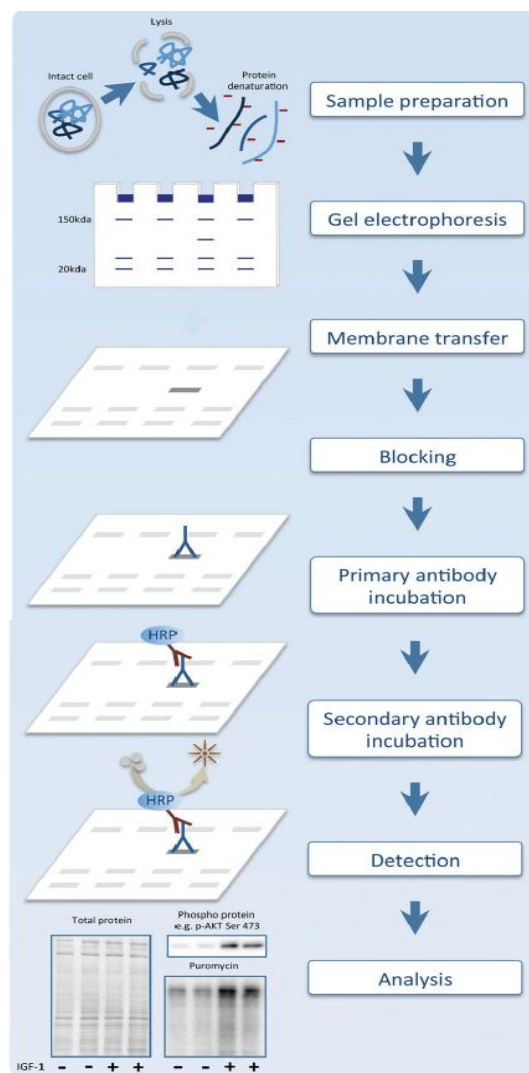 Lysis
Intact cell
Protein
denaturation
Sample preparation
150kda
20kda
Gel electrophoresis
Membrane transfer
Blocking
Primary antibody
incubation
HRP
Secondary antibody
incubation
HRP
Detection
Total protein
Phospho protein
e.g. p-AKT Ser 473
Puromycin
Analysis
IGF-1 - - + + - - + +